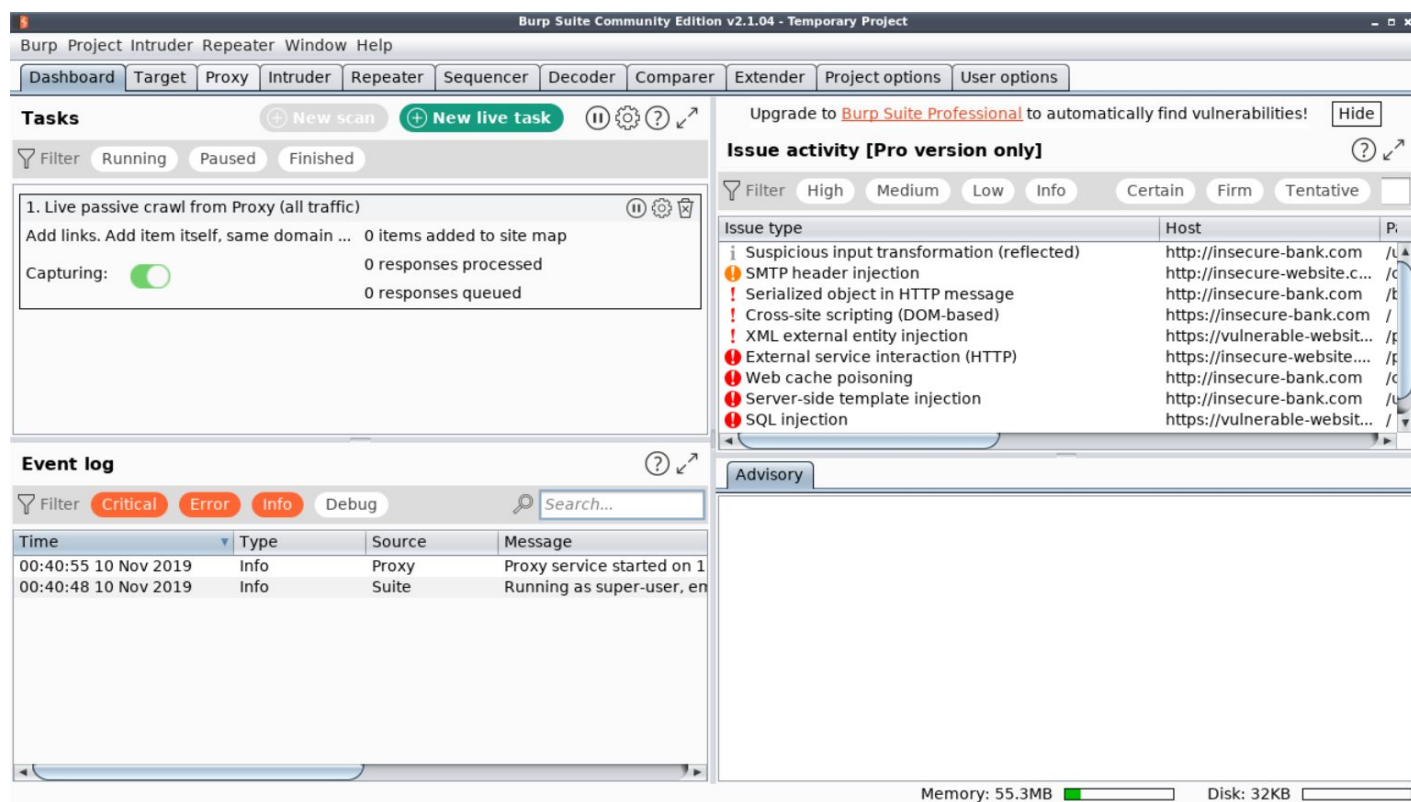 Burp Suite Community Edition v2.1.04 - Temporary Project
Burp Project Intruder Repeater Window Help
Dashboard Target Proxy Intruder Repeater Sequencer Decoder Comparer Extender Project options User options
Tasks
New scan
New live task
Filter Running Paused Finished
1. Live passive crawl from Proxy (all traffic)
Add links. Add item itself, same domain ... 0 items added to site map
Capturing:
0 responses processed
0 responses queued
Event log
Filter Critical Error Info Debug Search...
Time Type Source Message
00:40:55 10 Nov 2019 Info Proxy Proxy service started on 1
00:40:48 10 Nov 2019 Info Suite Running as super-user, em
Upgrade to Burp Suite Professional to automatically find vulnerabilities! Hide
Issue activity [Pro version only]
Filter High Medium Low Info Certain Firm Tentative
Issue type Host
Suspicious input transformation (reflected) http://insecure-bank.com
SMTP header injection http://insecure-website.c...
Serialized object in HTTP message http://insecure-bank.com
Cross-site scripting (DOM-based) https://insecure-bank.com /
XML external entity injection https://vulnerable-websit...
External service interaction (HTTP) https://insecure-website....
Web cache poisoning http://insecure-bank.com
Server-side template injection http://insecure-bank.com
SQL injection https://vulnerable-websit... /
Advisory
Memory: 55.3MB Disk: 32KB